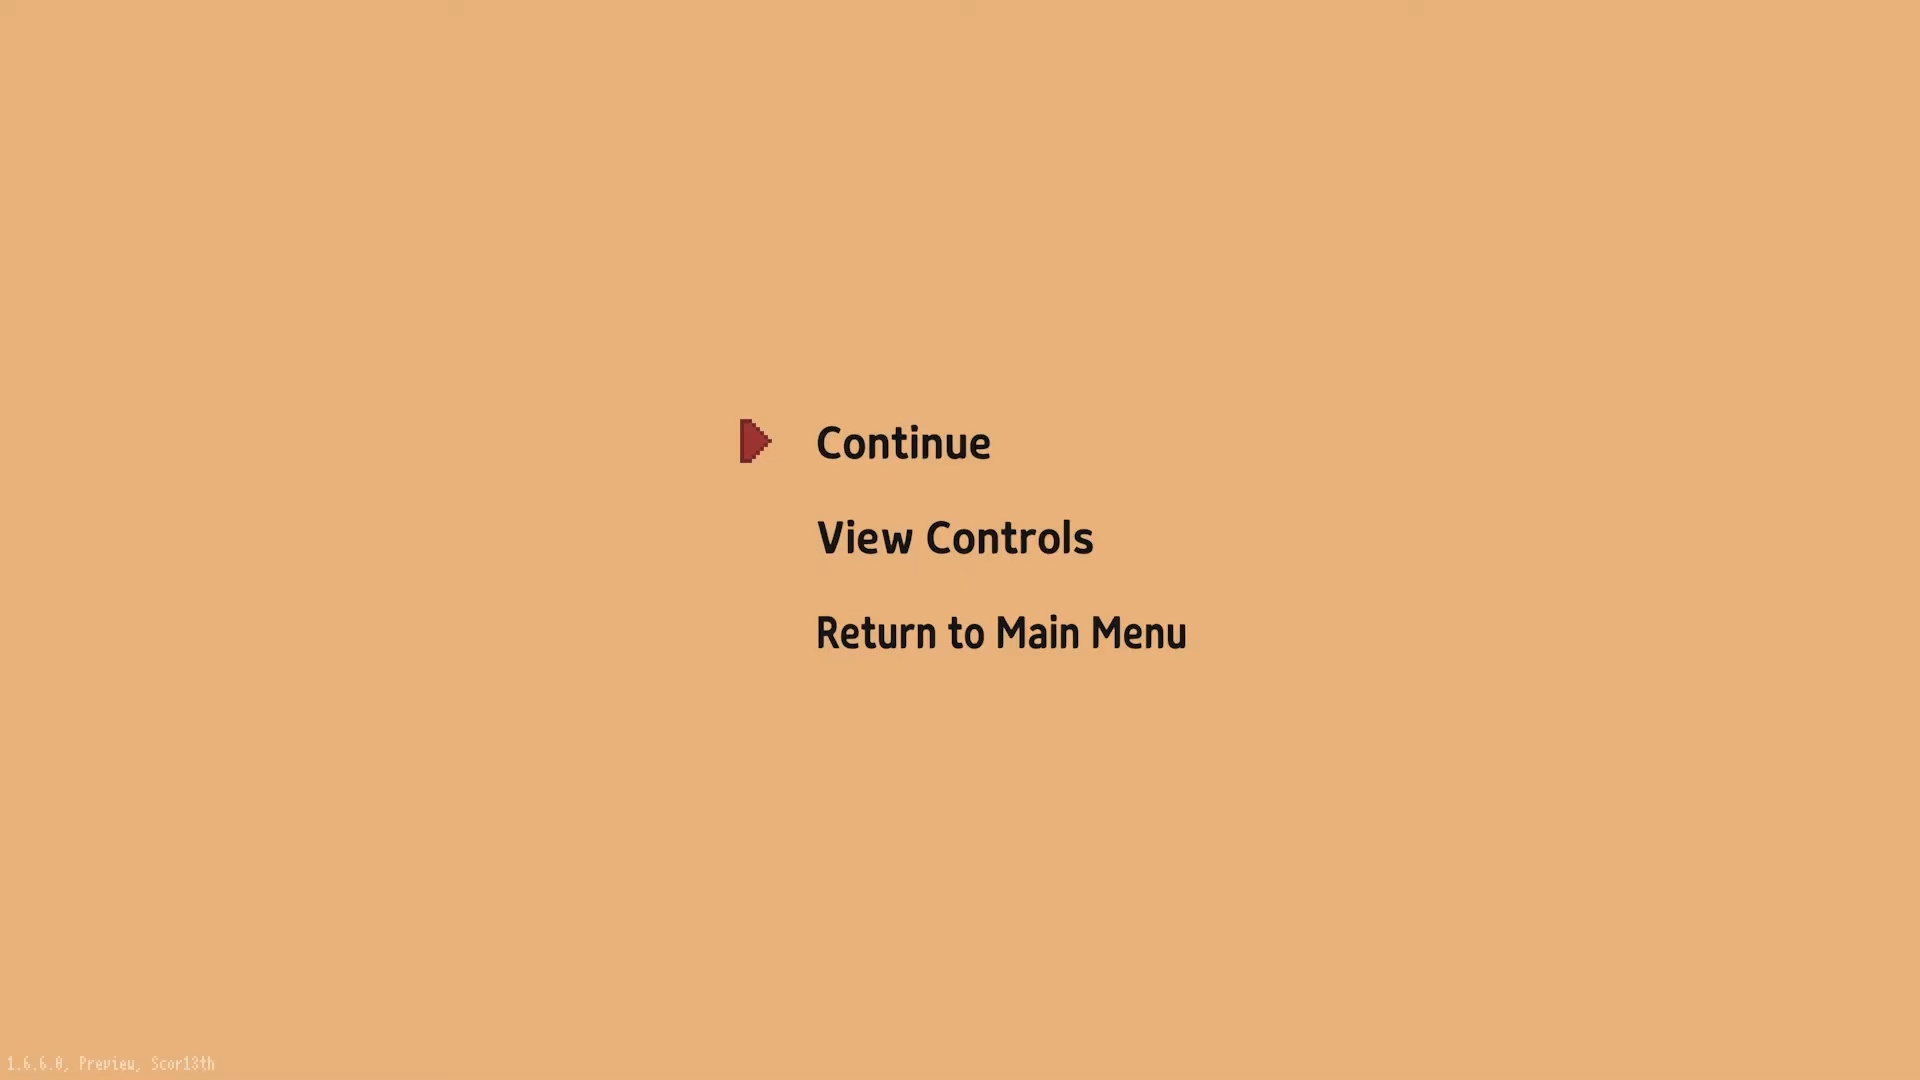 Continue
View Controls
Return to Main Menu
1.6.6.0, Preview, Scor13th